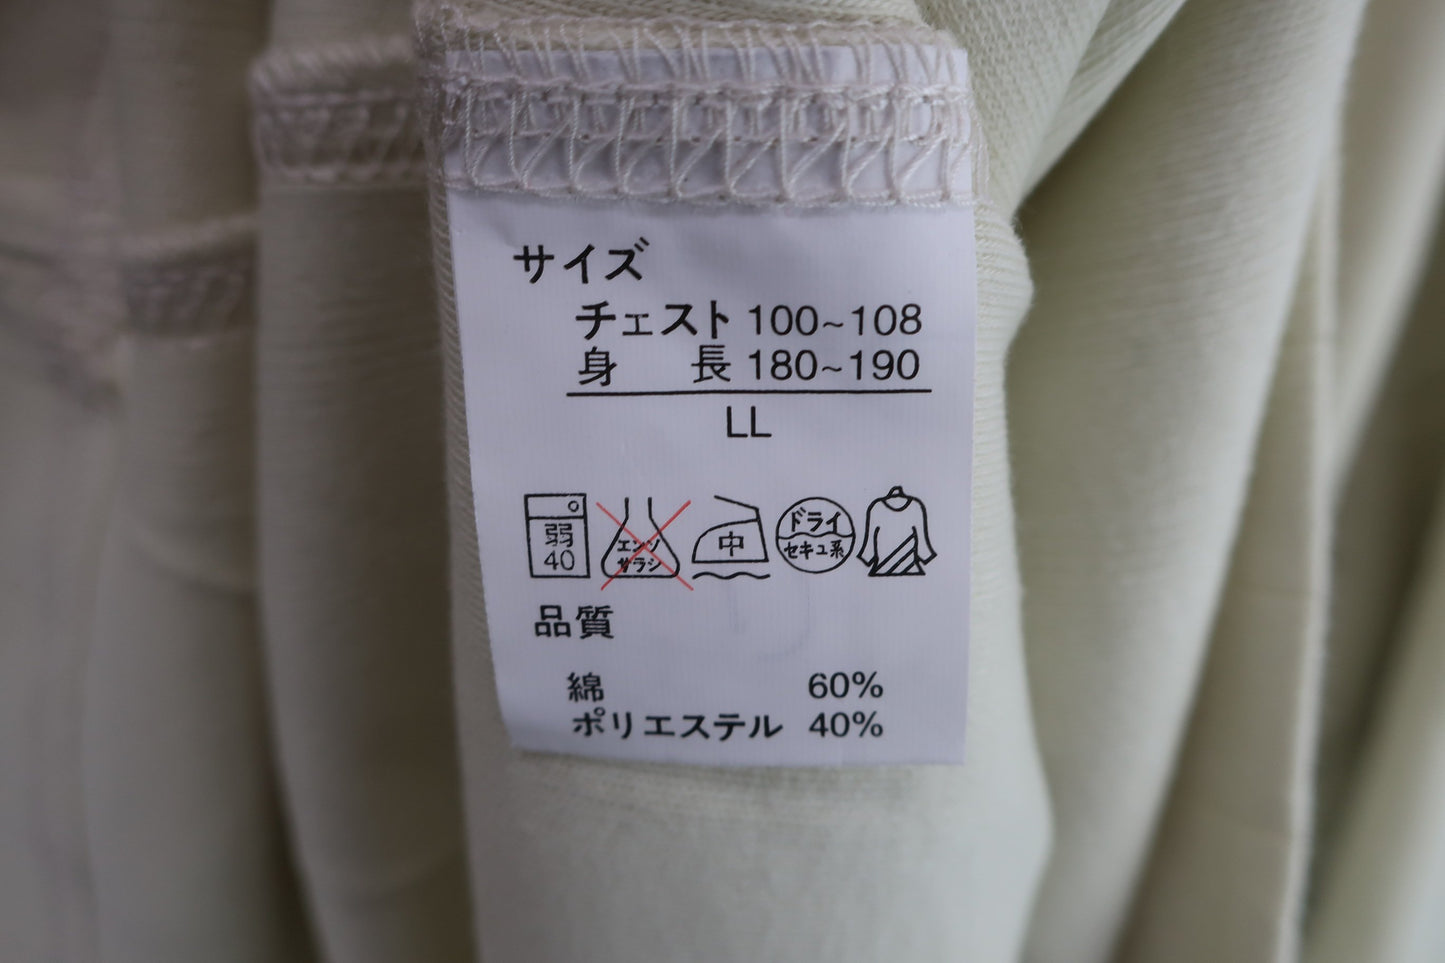 サイズ
チェスト 100~108
身 長 180~190
LL
弱
40
エンソ
サラシ
中
ドライ
セキユ系
品質
綿 60%
ポリエステル 40%